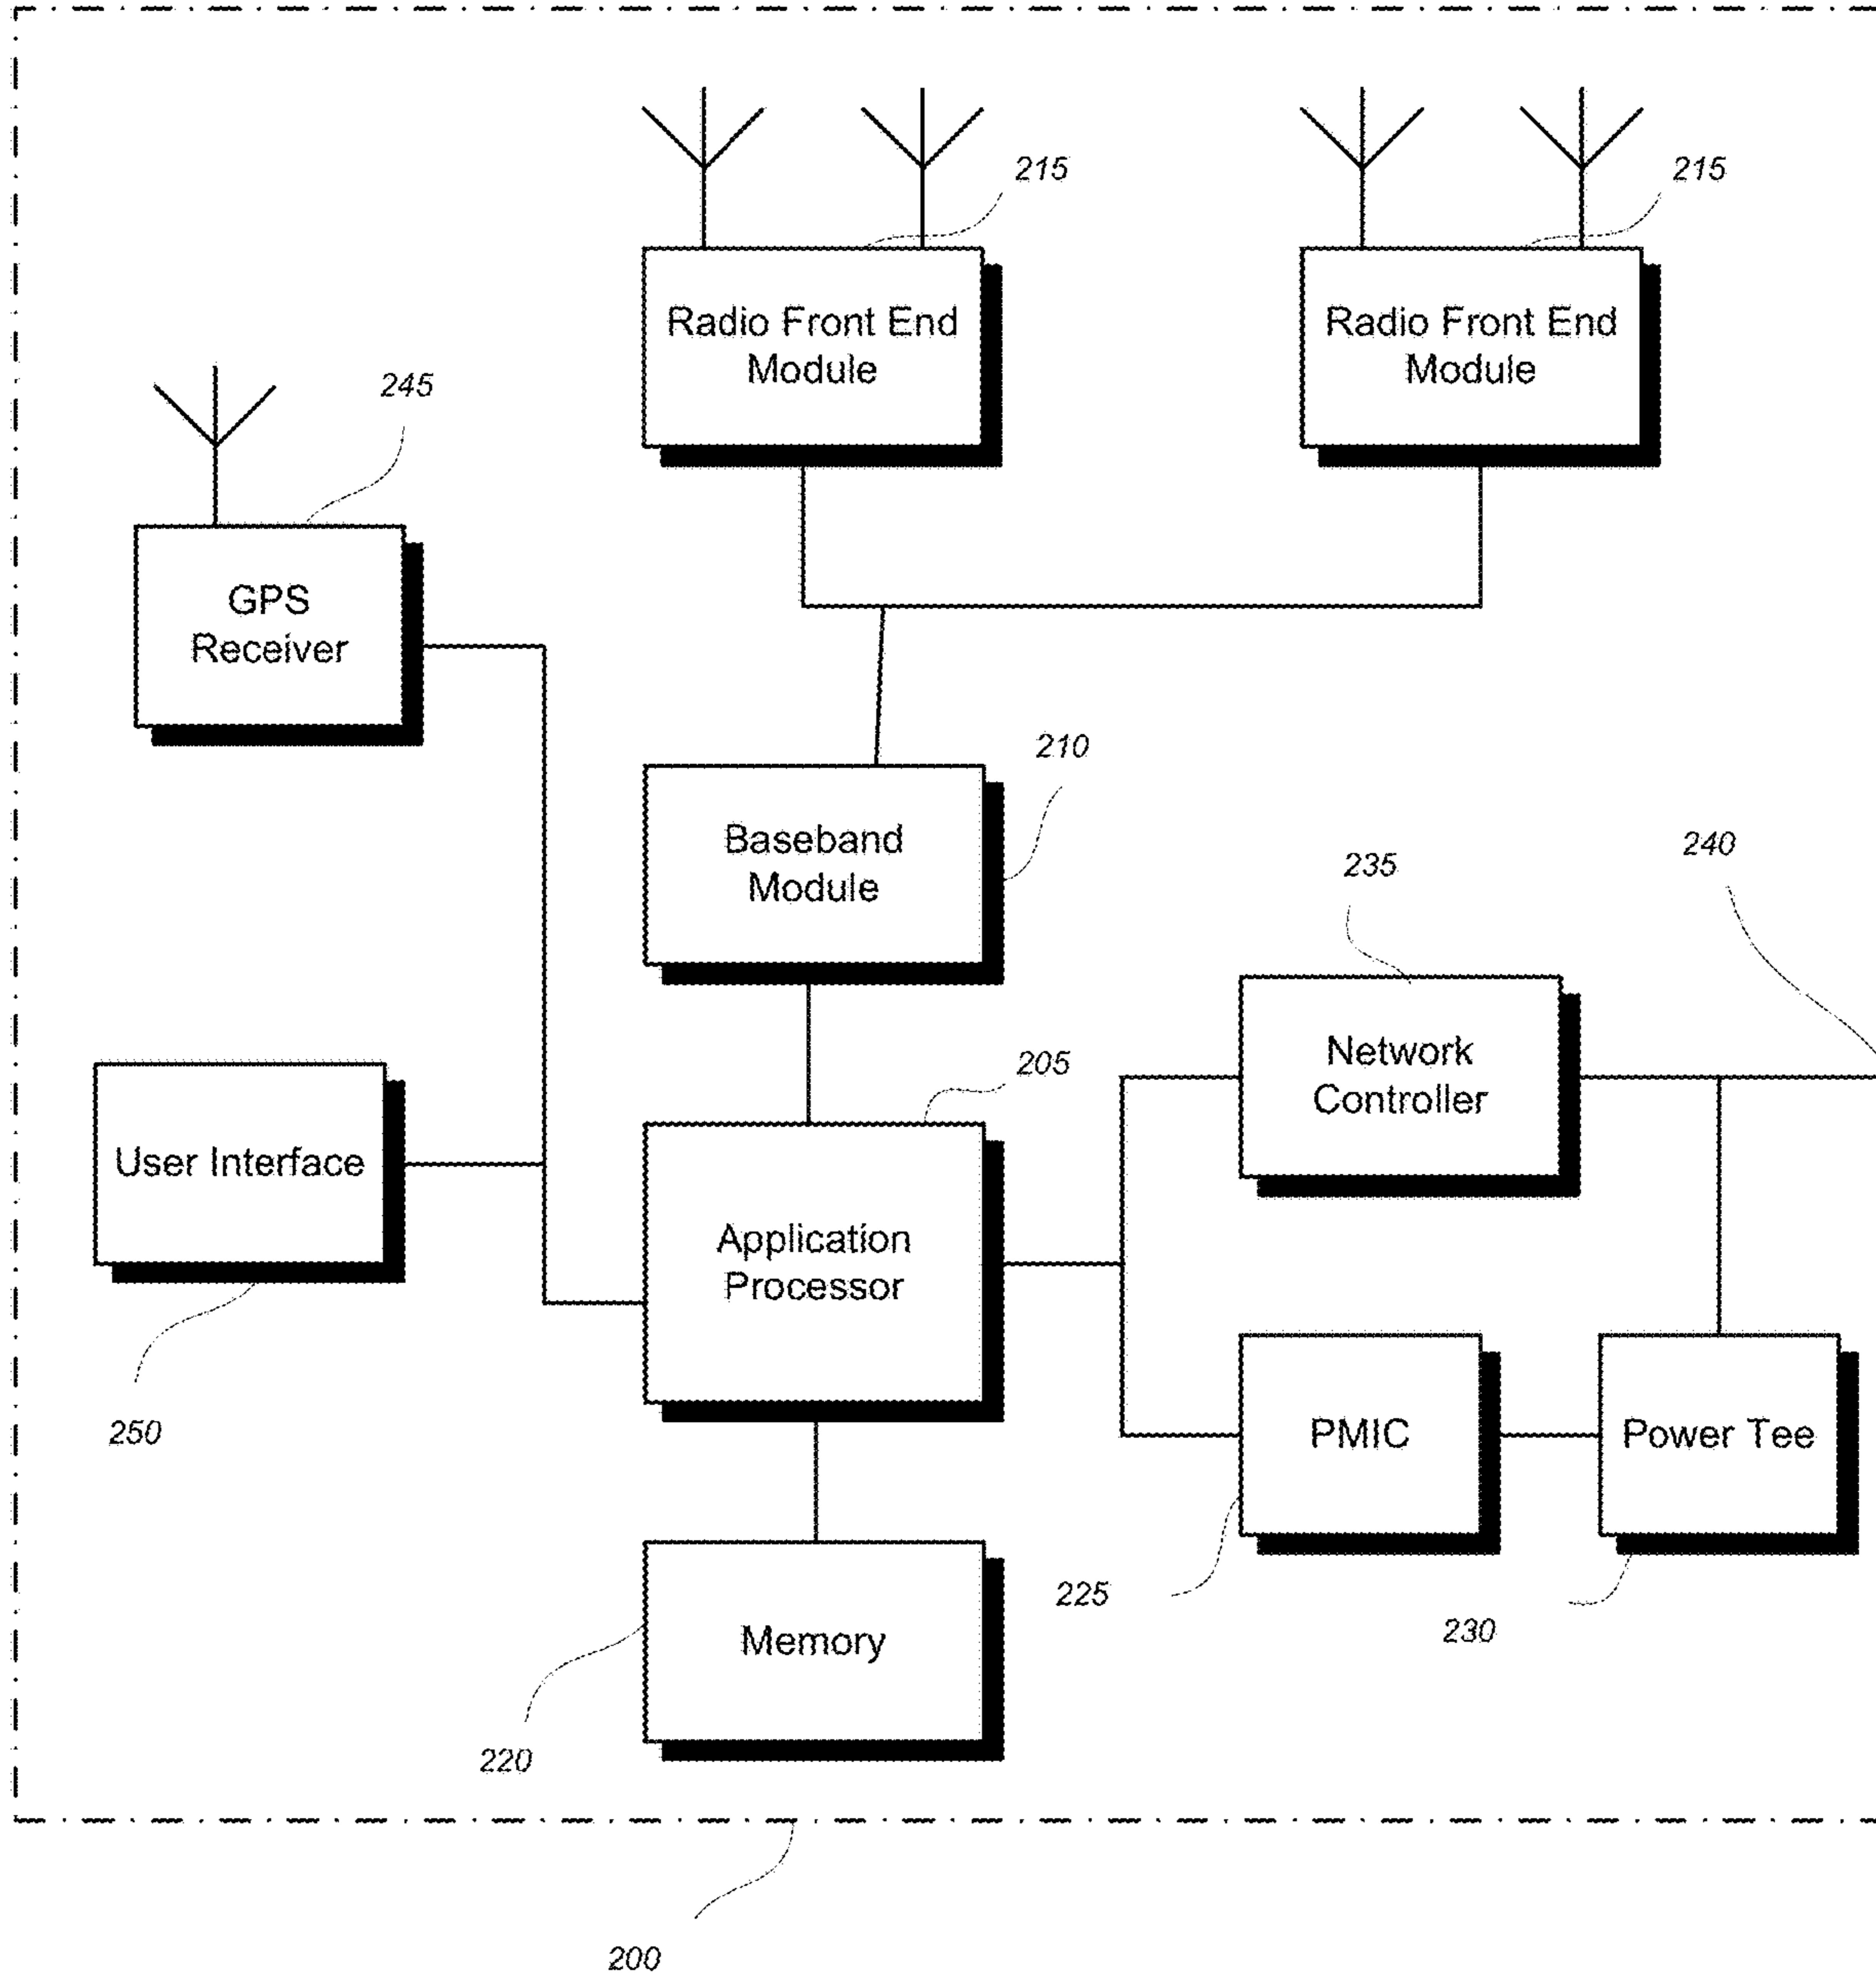 215
215
Radio Front End
Module
Radio Front End
Module
245
GPS
Receiver
210
Baseband
Module
240
235
Network
Controller
205
User Interface
Application
Processor
250
PMIC
Power Tee
225
230
Memory
220
200